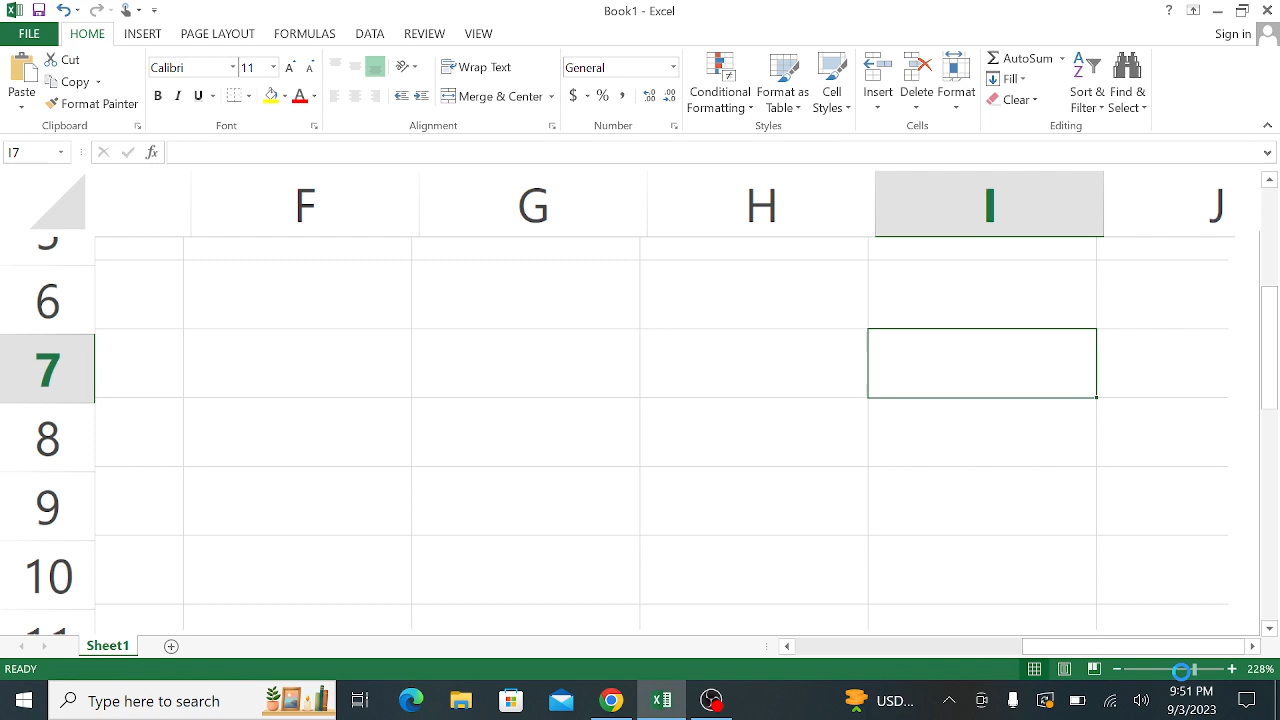 Book1 - Excel
?
Sign in
FILE HOME INSERT PAGE LAYOUT FORMULAS DATA REVIEW VIEW
Paste
Cut
Copy
Format Painter
Clipboard
Calibri 11
B I U A
Font
Wrap Text
Merge & Center
Alignment
General
$ % ,
Number
Conditional
Formatting
Format as
Table
Cell
Styles
Styles
Insert Delete Format
Cells
AutoSum
Fill
Clear
Sort &
Filter
Find &
Select
Editing
I7
fx
F G H I J
5
6
7
8
9
10
11
Sheet1
READY
228%
Type here to search
USD...
9:51 PM
9/3/2023